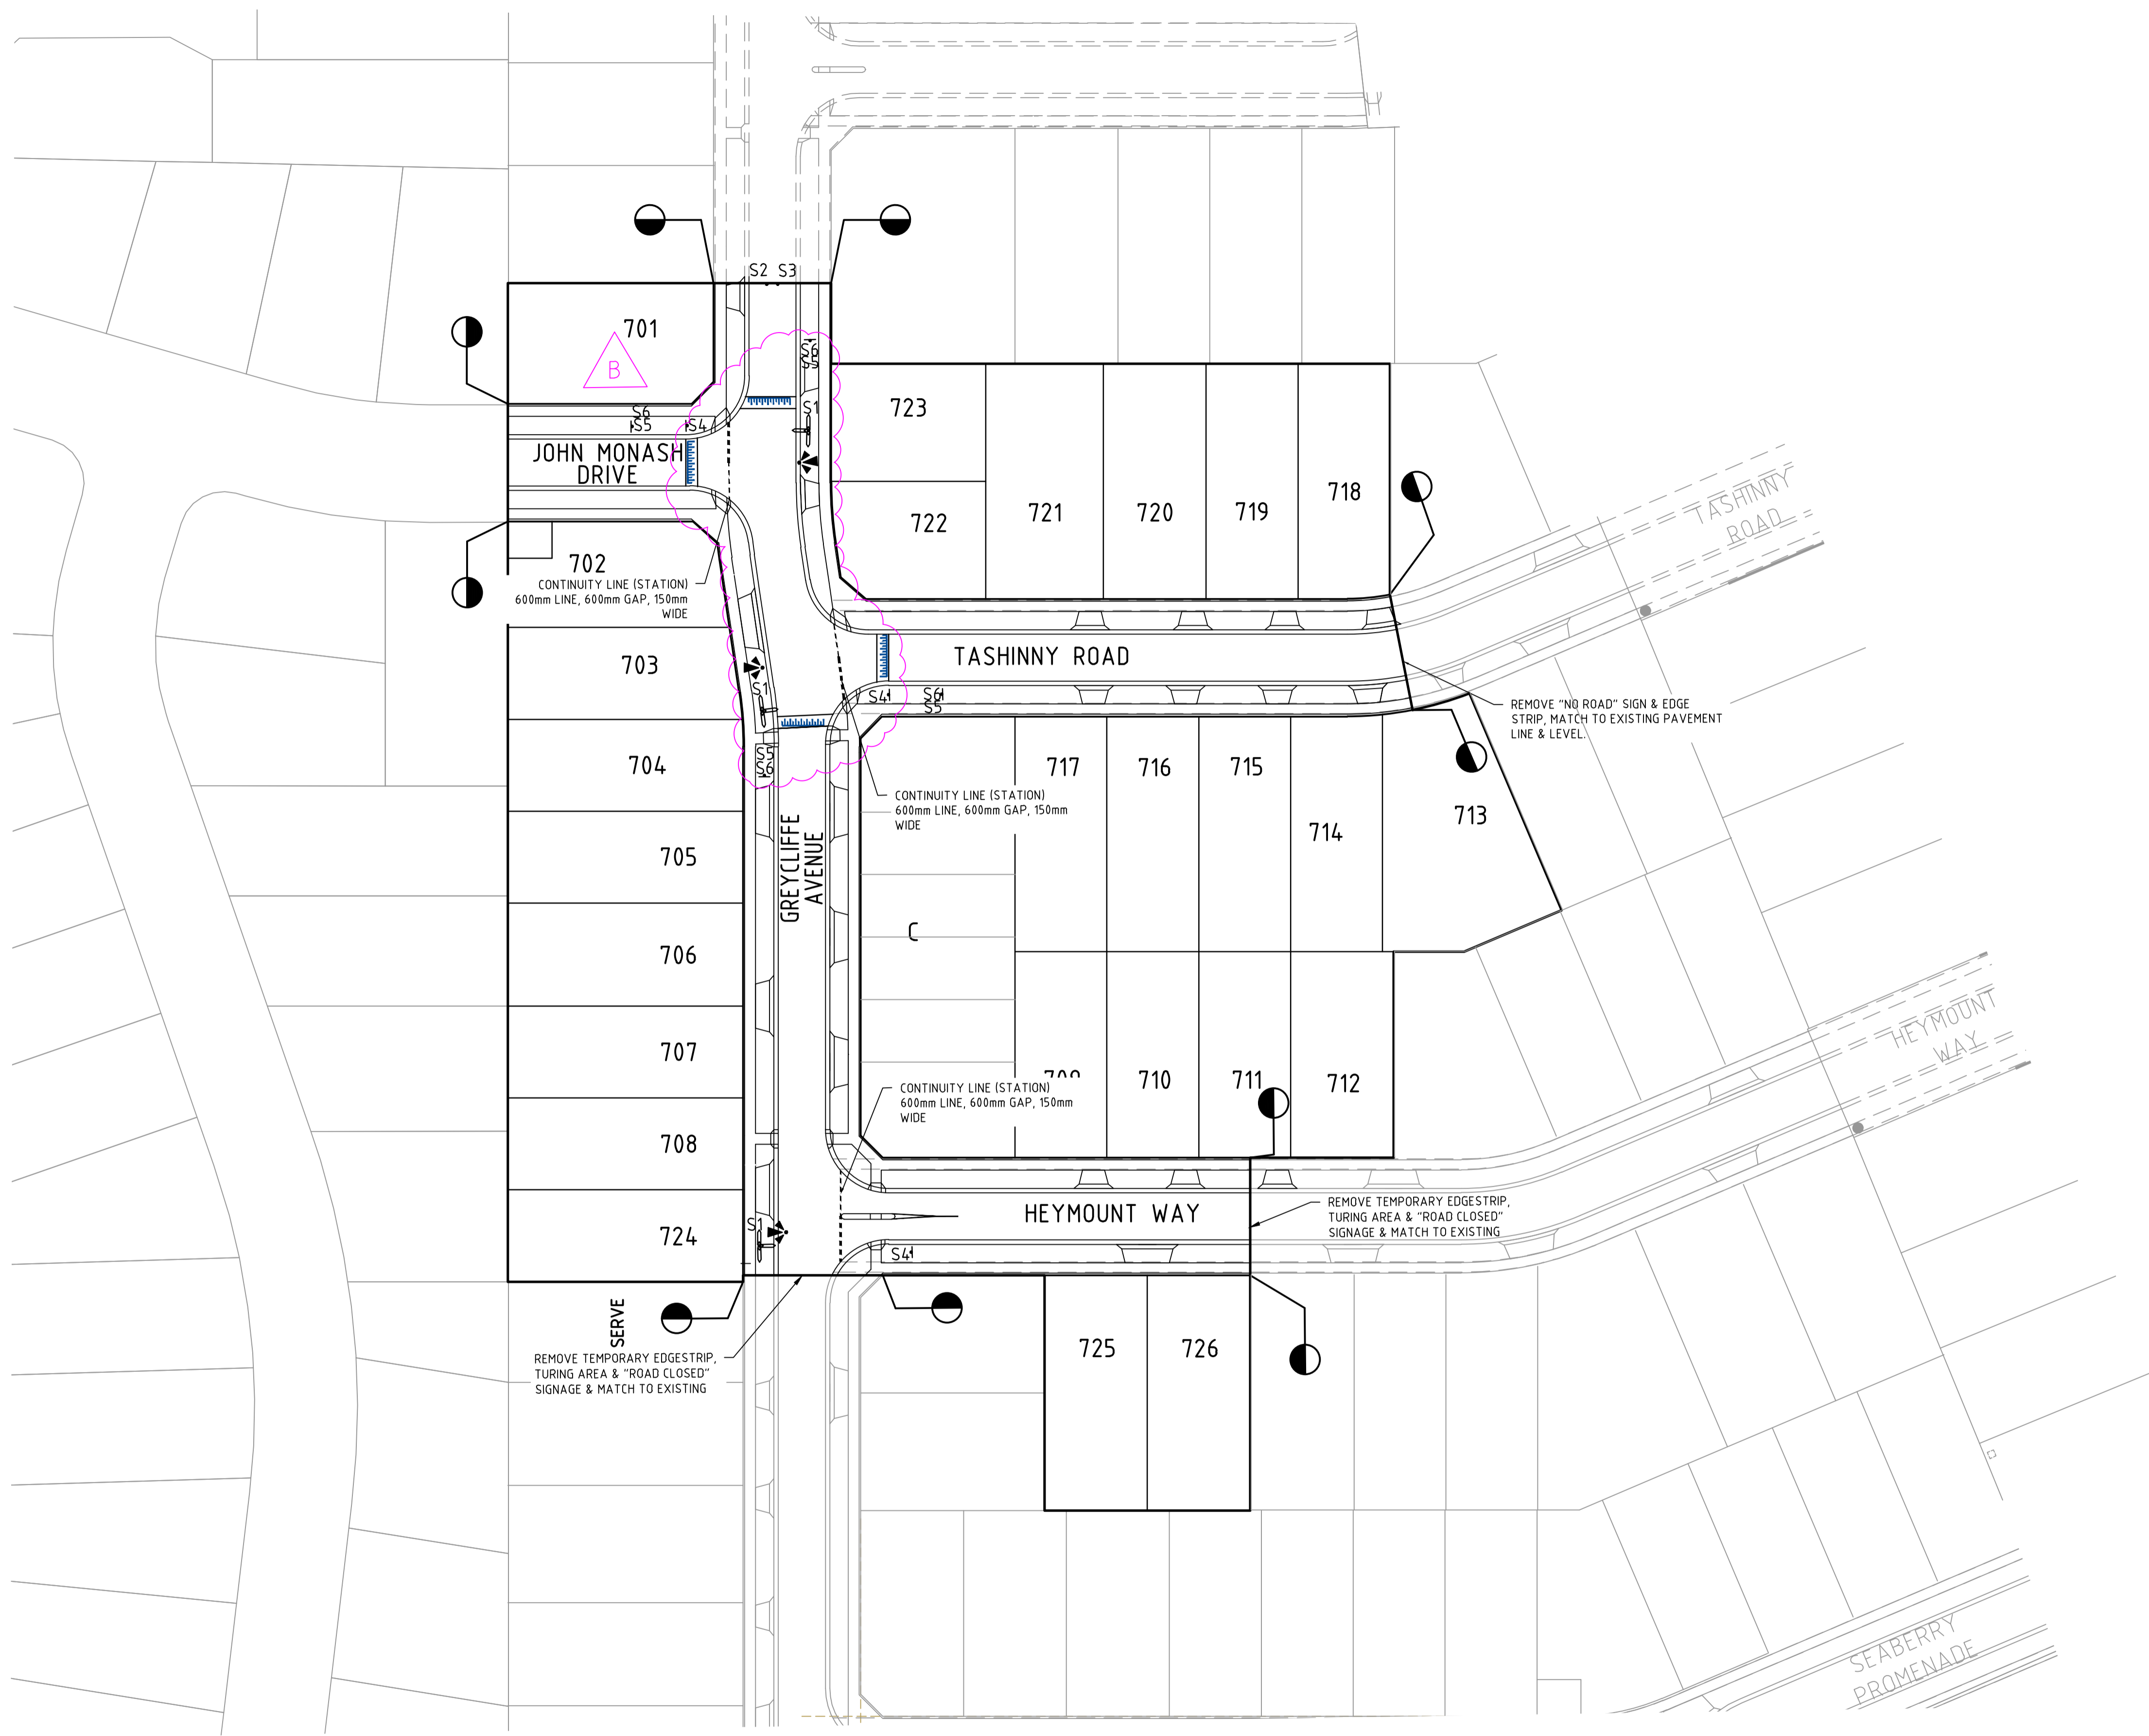 S2 S3
701
B
S6
S5
S6
S5
S4
S1
JOHN MONASH
DRIVE
723
722
721
720
719
718
TASHINNY
ROAD
702
CONTINUITY LINE (STATION)
600mm LINE, 600mm GAP, 150mm
WIDE
703
TASHINNY ROAD
S1
S4
S6
S5
REMOVE "NO ROAD" SIGN & EDGE
STRIP, MATCH TO EXISTING PAVEMENT
LINE & LEVEL.
704
S5
S6
717
716
715
714
713
CONTINUITY LINE (STATION)
600mm LINE, 600mm GAP, 150mm
WIDE
GREYCLIFFE
AVENUE
705
706
C
707
HEYMOUNT
WAY
710
711
712
CONTINUITY LINE (STATION)
600mm LINE, 600mm GAP, 150mm
WIDE
708
724
S1
HEYMOUNT WAY
S4
REMOVE TEMPORARY EDGESTRIP,
TURING AREA & "ROAD CLOSED"
SIGNAGE & MATCH TO EXISTING
SERVE
REMOVE TEMPORARY EDGESTRIP,
TURING AREA & "ROAD CLOSED"
SIGNAGE & MATCH TO EXISTING
725
726
SEABERRY
PROMENADE